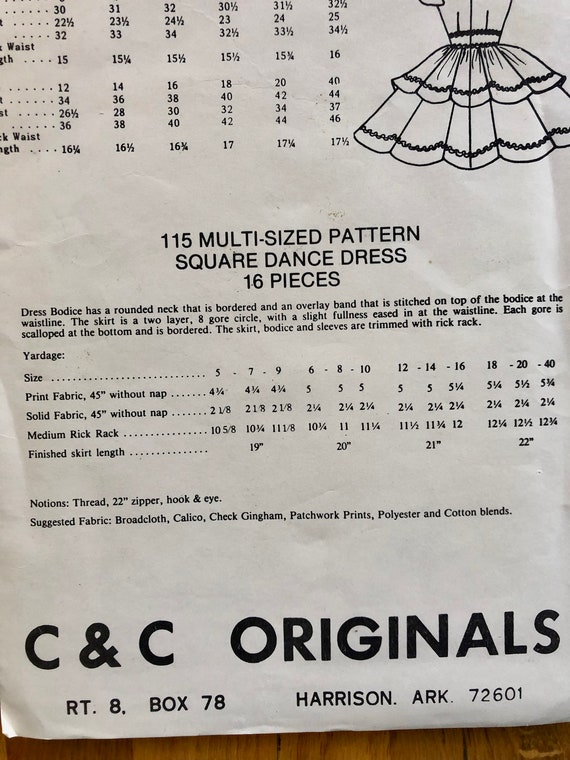 30 31 32 30½ 31½ 32½
22½ 23½ 24½ 23 24 25
32 33 34 32½ 33½ 34½
k Waist
ngth . . . . 15 15¼ 15½ 15½ 15¾ 16
12 14 16 18 20 40
34 36 38 40 42 44
26½ 28 30 32 34 37
36 38 40 42 44 46
ck Waist
ngth . . . . 16¼ 16½ 16¾ 17 17¼ 17½
115 MULTI-SIZED PATTERN
SQUARE DANCE DRESS
16 PIECES
Dress Bodice has a rounded neck that is bordered and an overlay band that is stitched on top of the bodice at the
waistline. The skirt is a two layer, 8 gore circle, with a slight fullness eased in at the waistline. Each gore is
scalloped at the bottom and is bordered. The skirt, bodice and sleeves are trimmed with rick rack.
Yardage:
Size ............................ 5 - 7 - 9 6 - 8 - 10 12 - 14 - 16 18 - 20 - 40
Print Fabric, 45" without nap ....... 4¾ 4¾ 4¾ 5 5 5 5 5 5¼ 5¼ 5½ 5¾
Solid Fabric, 45" without nap ....... 2 1/8 2 1/8 2 1/8 2¼ 2¼ 2¼ 2¼ 2¼ 2¼ 2¼ 2¼ 2¼
Medium Rick Rack ............... 10 5/8 10¾ 11 1/8 10¾ 11 11¼ 11½ 11¾ 12 12¼ 12½ 12¾
Finished skirt length .............. 19" 20" 21" 22"
Notions: Thread, 22" zipper, hook & eye.
Suggested Fabric: Broadcloth, Calico, Check Gingham, Patchwork Prints, Polyester and Cotton blends.
C & C ORIGINALS
RT. 8, BOX 78 HARRISON. ARK. 72601